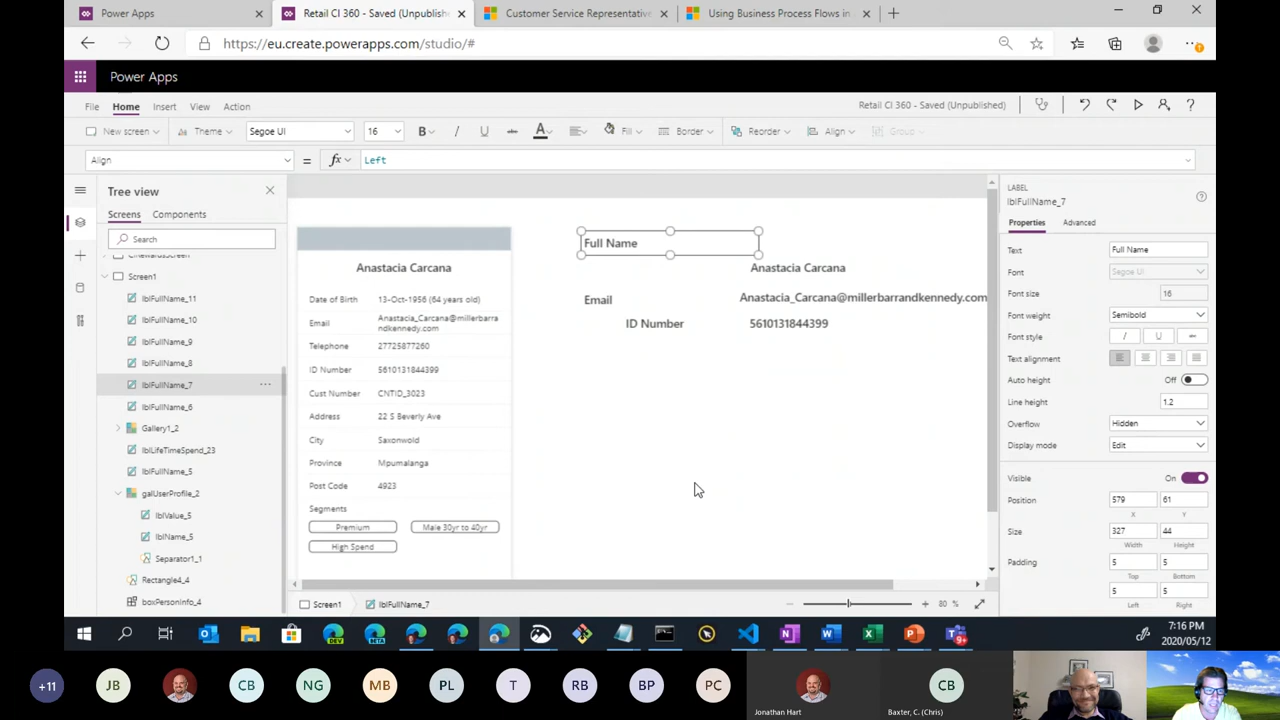 Power Apps
Retail CI 360 - Saved (Unpublish
Customer Service Representative
Using Business Process Flows in
https://eu.create.powerapps.com/studio/#
Power Apps
File Home Insert View Action
Retail CI 360 - Saved (Unpublished)
New screen Theme Segoe UI 16 B / U A Fill Border Reorder Align Group
Align = fx Left
Tree view
Screens Components
Search
Screen1
lblFullName_11
lblFullName_10
lblFullName_9
lblFullName_8
lblFullName_7
lblFullName_6
Gallery1_2
lblLifeTimeSpend_23
lblFullName_5
galUserProfile_2
lblValue_5
lblName_5
Separator1_1
Rectangle4_4
boxPersonInfo_4
Anastacia Carcana
Date of Birth 13-Oct-1956 (64 years old)
Email Anastacia_Carcana@millerbarra
ndkennedy.com
Telephone 27725877260
ID Number 5610131844399
Cust Number CNTID_3023
Address 22 S Beverly Ave
City Saxonwold
Province Mpumalanga
Post Code 4923
Segments
Premium Male 30yr to 40yr
High Spend
Full Name
Anastacia Carcana
Email Anastacia_Carcana@millerbarrandkennedy.com
ID Number 5610131844399
LABEL
lblFullName_7
Properties Advanced
Text Full Name
Font Segoe UI
Font size 16
Font weight Semibold
Font style / U abc
Text alignment
Auto height Off
Line height 1.2
Overflow Hidden
Display mode Edit
Visible On
Position 579 61
X Y
Size 327 44
Width Height
Padding 5 5
Top Bottom
5 5
Left Right
Screen1 lblFullName_7
80 %
DEV
BETA
9+
7:16 PM
2020/05/12
+11 JB CB NG MB PL T RB BP PC CB
Jonathan Hart
Baxter, C. (Chris)